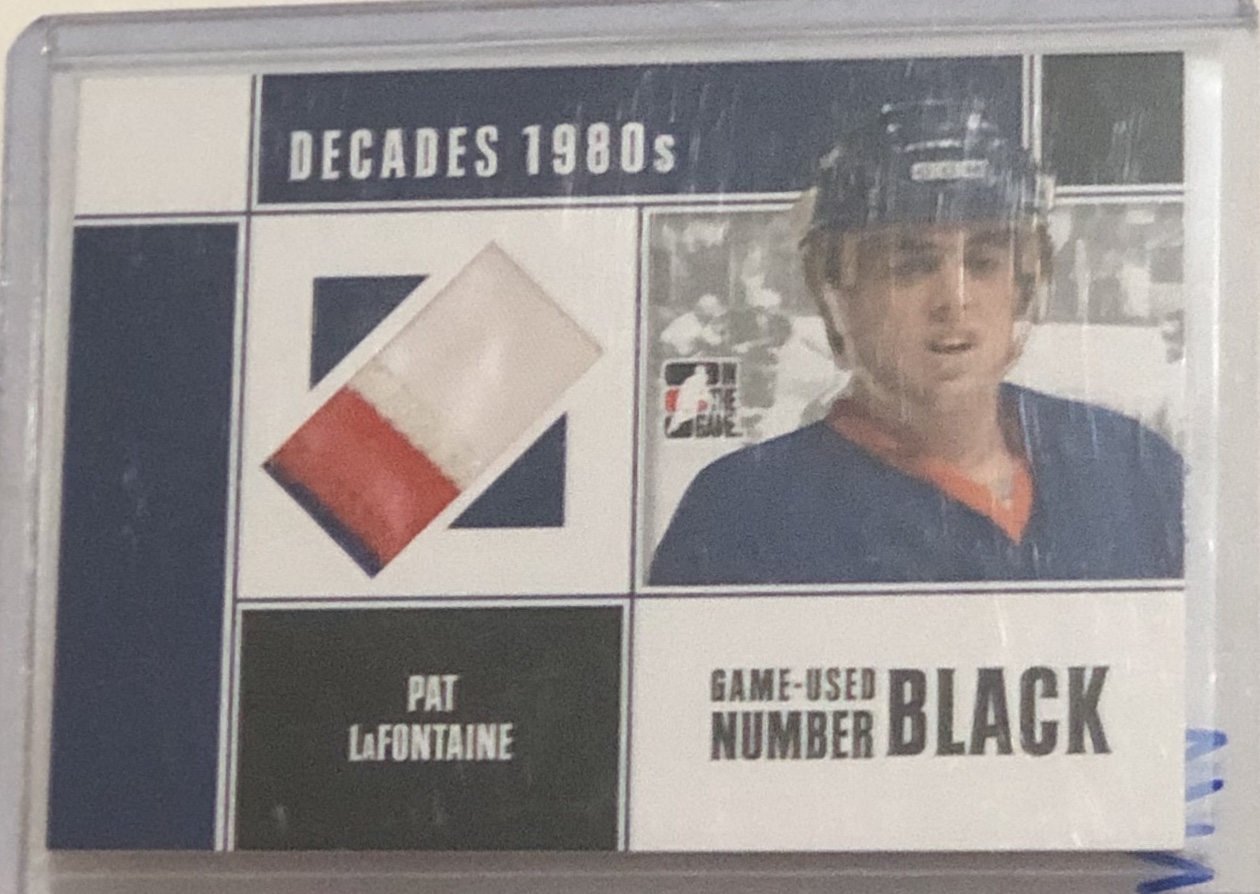 DECADES 1980s
IN
THE
GAME
PAT
LaFONTAINE
GAME-USED
NUMBER BLACK